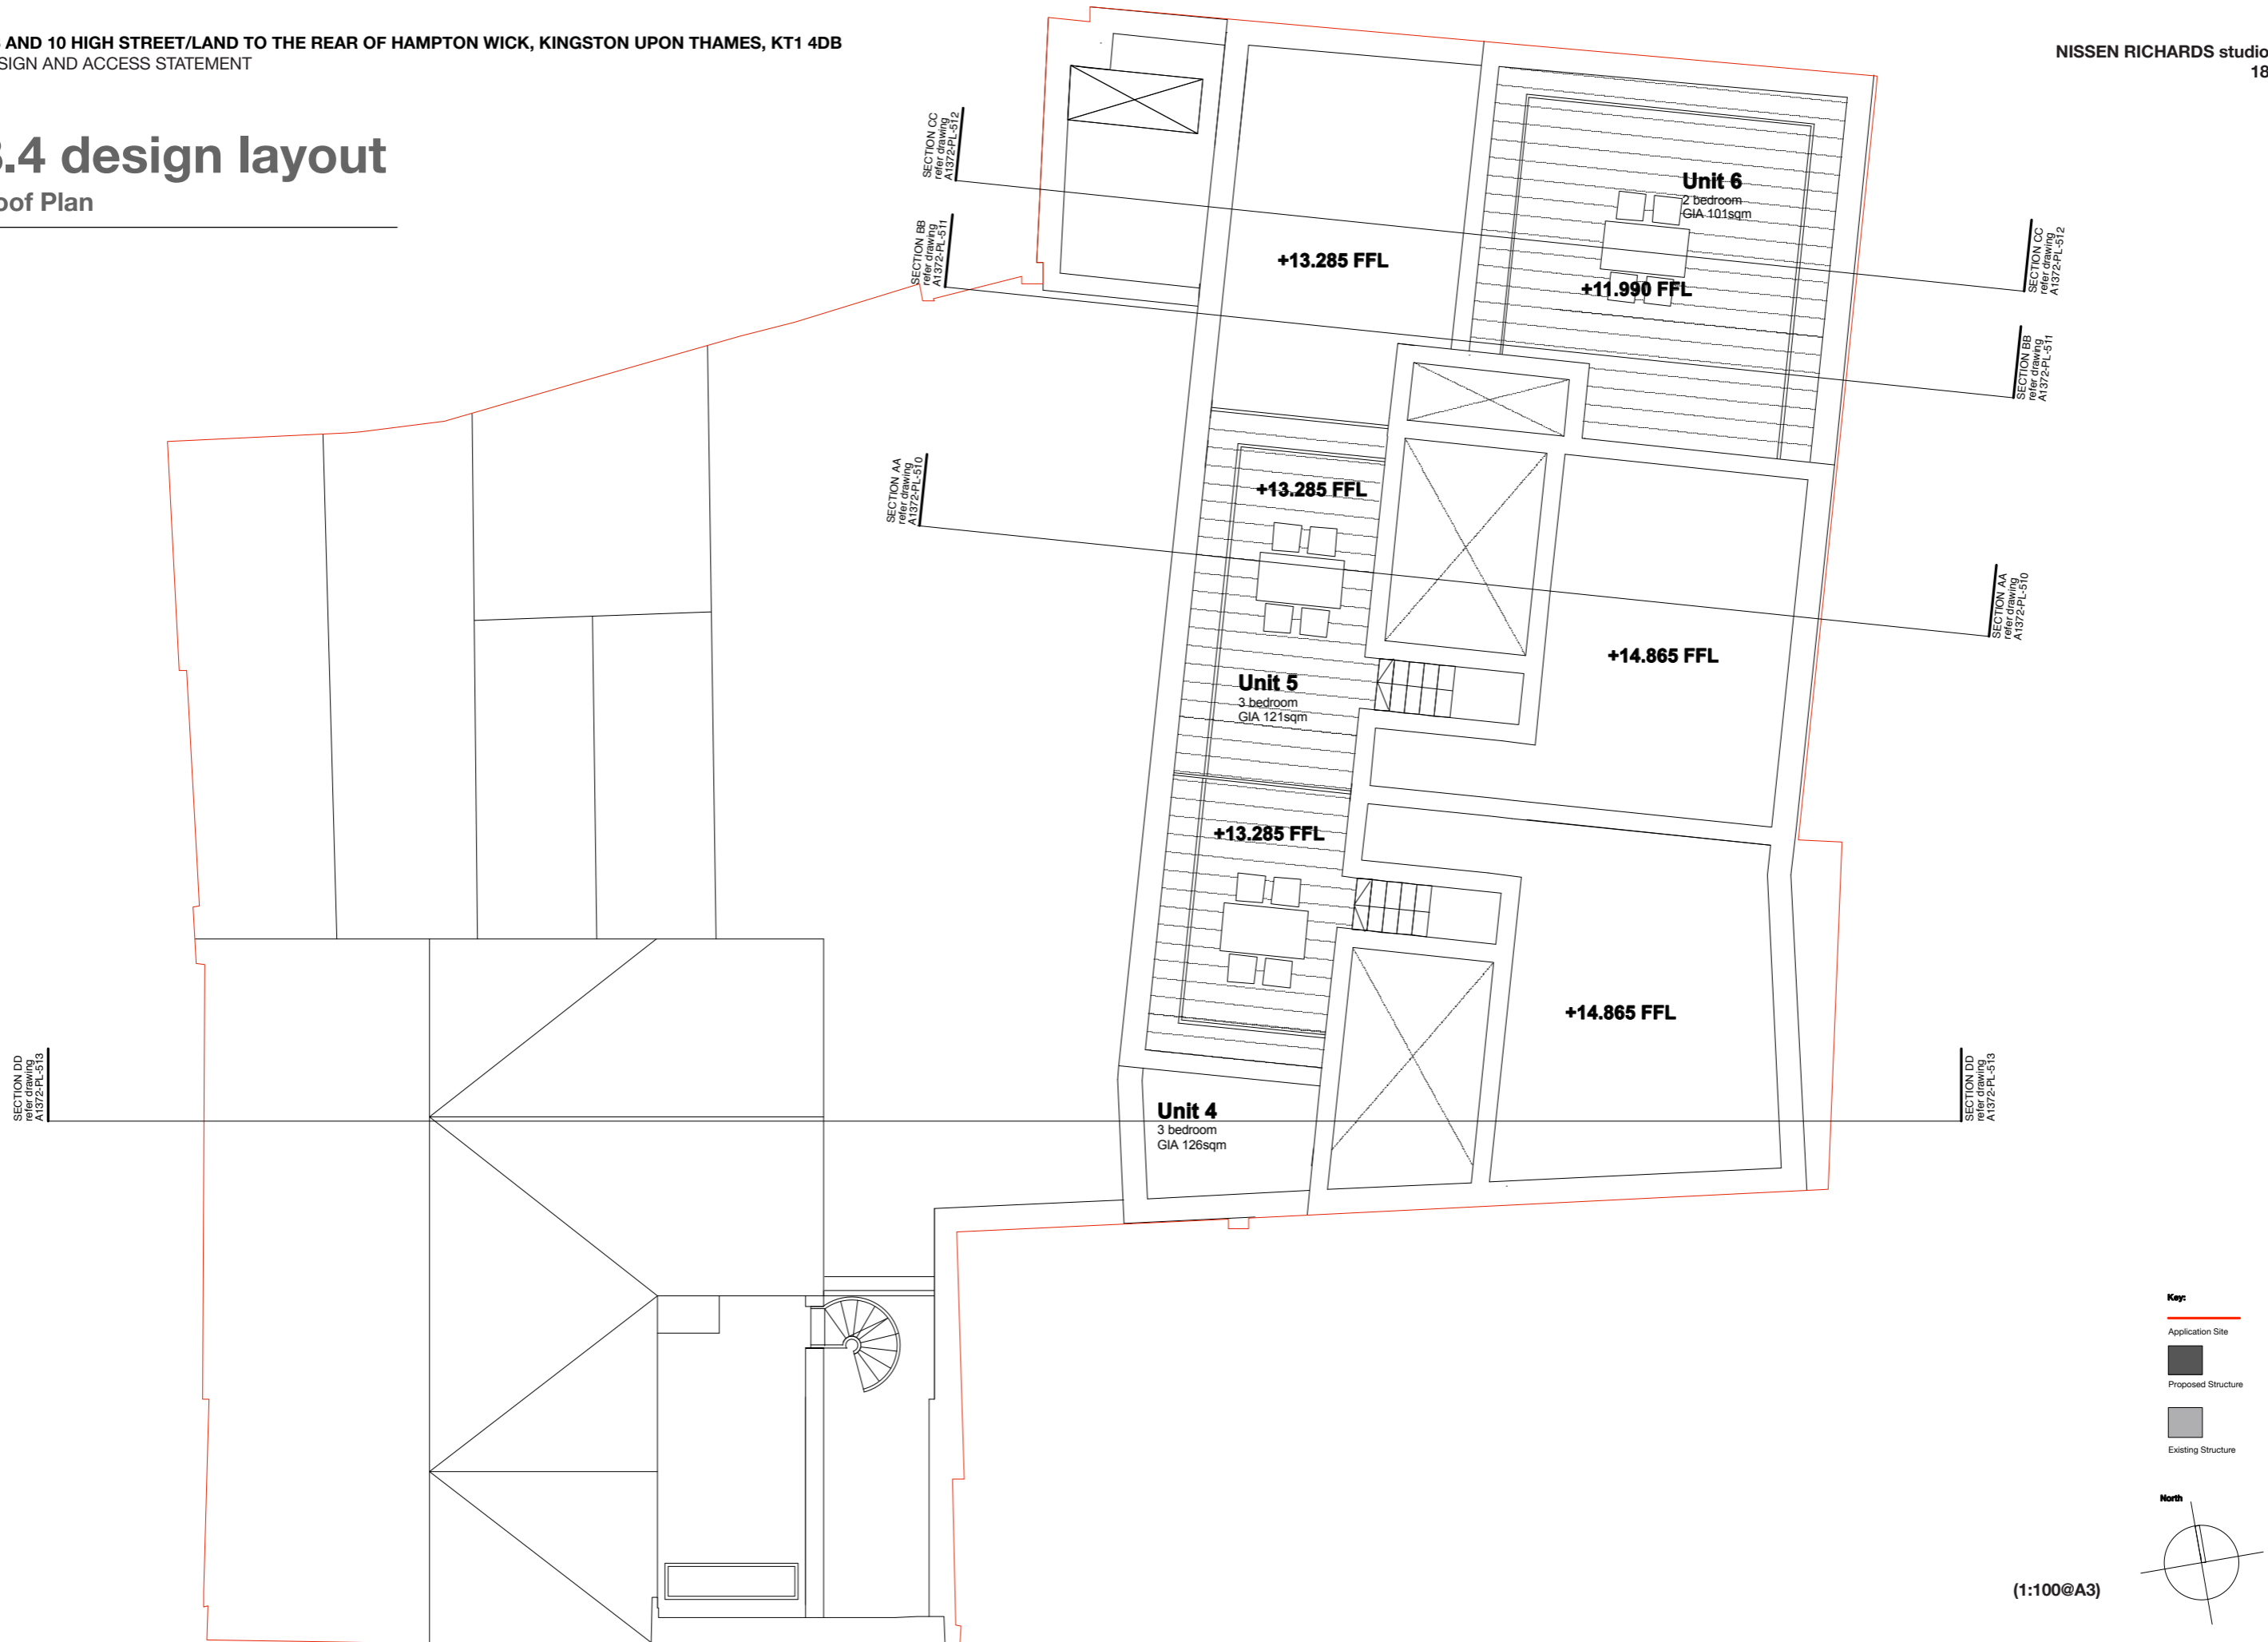 AND 10 HIGH STREET/LAND TO THE REAR OF HAMPTON WICK, KINGSTON UPON THAMES, KT1 4DB
SIGN AND ACCESS STATEMENT
NISSEN RICHARDS studio
18
.4 design layout
oof Plan
SECTION CC
refer drawing
A1372-PL-512
SECTION BB
refer drawing
A1372-PL-511
SECTION AA
refer drawing
A1372-PL-510
SECTION DD
refer drawing
A1372-PL-513
Unit 6
2 bedroom
GIA 101sqm
+13.285 FFL
+11.990 FFL
+13.285 FFL
Unit 5
3 bedroom
GIA 121sqm
+14.865 FFL
+13.285 FFL
+14.865 FFL
Unit 4
3 bedroom
GIA 126sqm
SECTION CC
refer drawing
A1372-PL-512
SECTION BB
refer drawing
A1372-PL-511
SECTION AA
refer drawing
A1372-PL-510
SECTION DD
refer drawing
A1372-PL-513
Key:
Application Site
Proposed Structure
Existing Structure
North
(1:100@A3)